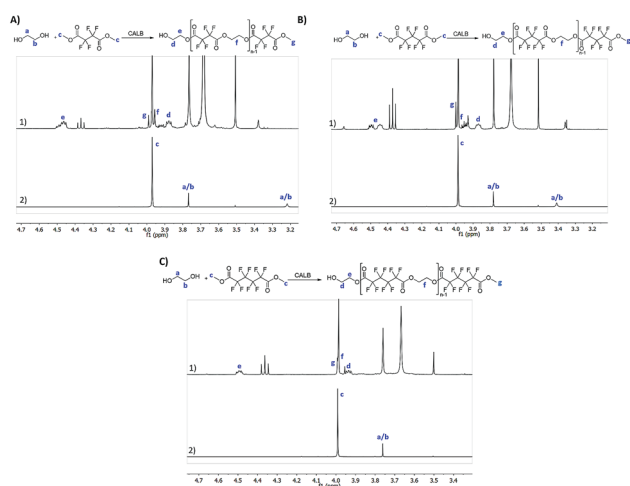 A)
a
HO
OH
b
+
c
O
O
F F
F F
O
O
c
CALB
HO
d
e
O
O
F F
F F
O
O
f
O
n-1
O
F F
F F
O
O
g
1)
e
g
f
d
2)
c
a/b
a/b
4.7 4.6 4.5 4.4 4.3 4.2 4.1 4.0 3.9 3.8 3.7 3.6 3.5 3.4 3.3 3.2
f1 (ppm)
B)
a
HO
OH
b
+
c
O
O
F F F
F F F
O
O
c
CALB
HO
d
e
O
O
F F F
F F F
O
O
f
O
n-1
O
F F F
F F F
O
O
g
1)
e
g
f
d
2)
c
a/b
a/b
4.7 4.6 4.5 4.4 4.3 4.2 4.1 4.0 3.9 3.8 3.7 3.6 3.5 3.4 3.3 3.2
f1 (ppm)
C)
a
HO
OH
b
+
c
O
O
F F F F
F F F F
O
O
c
CALB
HO
d
e
O
O
F F F F
F F F F
O
O
f
O
n-1
O
F F F F
F F F F
O
O
g
1)
e
g
f
d
2)
c
a/b
4.7 4.6 4.5 4.4 4.3 4.2 4.1 4.0 3.9 3.8 3.7 3.6 3.5 3.4
f1 (ppm)